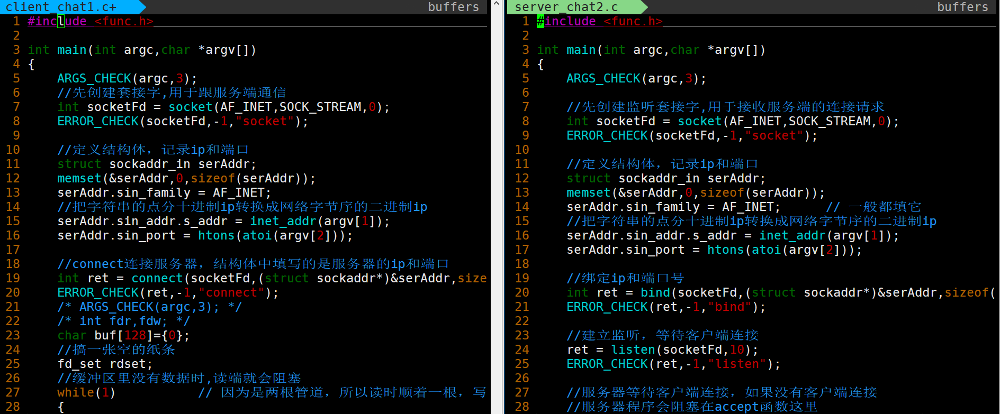 client_chat1.c+ buffers
1 #include <func.h>
2
3 int main(int argc,char *argv[])
4 {
5 ARGS_CHECK(argc,3);
6 //先创建套接字,用于跟服务端通信
7 int socketFd = socket(AF_INET,SOCK_STREAM,0);
8 ERROR_CHECK(socketFd,-1,"socket");
9
10 //定义结构体，记录ip和端口
11 struct sockaddr_in serAddr;
12 memset(&serAddr,0,sizeof(serAddr));
13 serAddr.sin_family = AF_INET;
14 //把字符串的点分十进制ip转换成网络字节序的二进制ip
15 serAddr.sin_addr.s_addr = inet_addr(argv[1]);
16 serAddr.sin_port = htons(atoi(argv[2]));
17
18 //connect连接服务器，结构体中填写的是服务器的ip和端口
19 int ret = connect(socketFd,(struct sockaddr*)&serAddr,size
20 ERROR_CHECK(ret,-1,"connect");
21 /* ARGS_CHECK(argc,3); */
22 /* int fdr,fdw; */
23 char buf[128]={0};
24 //搞一张空的纸条
25 fd_set rdset;
26 //缓冲区里没有数据时,读端就会阻塞
27 while(1) // 因为是两根管道，所以读时顺着一根，写
28 {
server_chat2.c buffers
1 #include <func.h>
2
3 int main(int argc,char *argv[])
4 {
5 ARGS_CHECK(argc,3);
6
7 //先创建监听套接字,用于接收服务端的连接请求
8 int socketFd = socket(AF_INET,SOCK_STREAM,0);
9 ERROR_CHECK(socketFd,-1,"socket");
10
11 //定义结构体，记录ip和端口
12 struct sockaddr_in serAddr;
13 memset(&serAddr,0,sizeof(serAddr));
14 serAddr.sin_family = AF_INET; // 一般都填它
15 //把字符串的点分十进制ip转换成网络字节序的二进制ip
16 serAddr.sin_addr.s_addr = inet_addr(argv[1]);
17 serAddr.sin_port = htons(atoi(argv[2]));
18
19 //绑定ip和端口号
20 int ret = bind(socketFd,(struct sockaddr*)&serAddr,sizeof(
21 ERROR_CHECK(ret,-1,"bind");
22
23 //建立监听，等待客户端连接
24 ret = listen(socketFd,10);
25 ERROR_CHECK(ret,-1,"listen");
26
27 //服务器等待客户端连接，如果没有客户端连接
28 //服务器程序会阻塞在accept函数这里